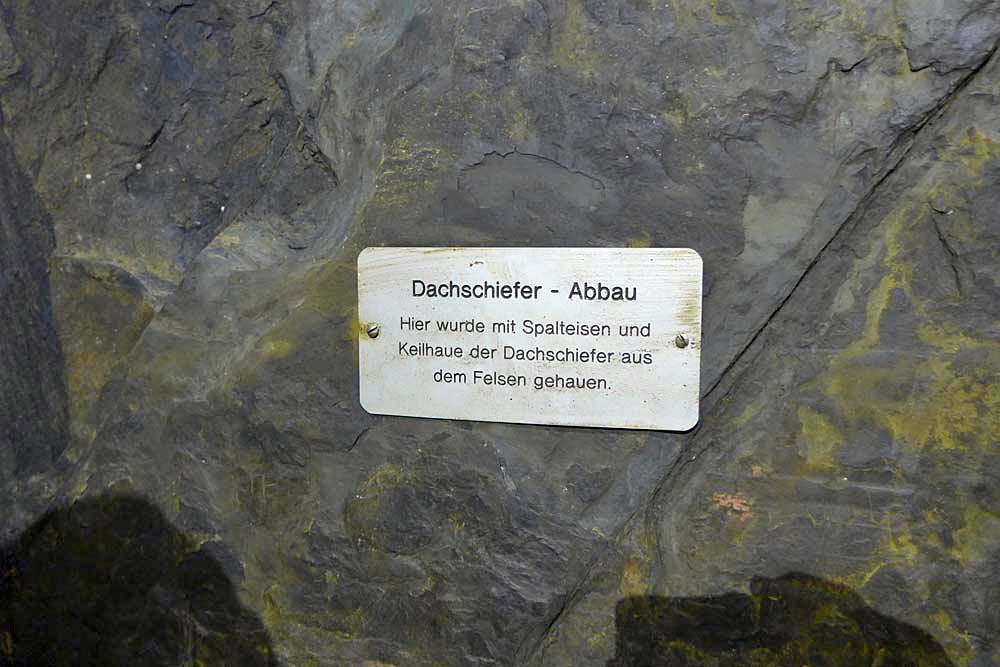 Dachschiefer - Abbau
Hier wurde mit Spalteisen und
Keilhaue der Dachschiefer aus
dem Felsen gehauen.